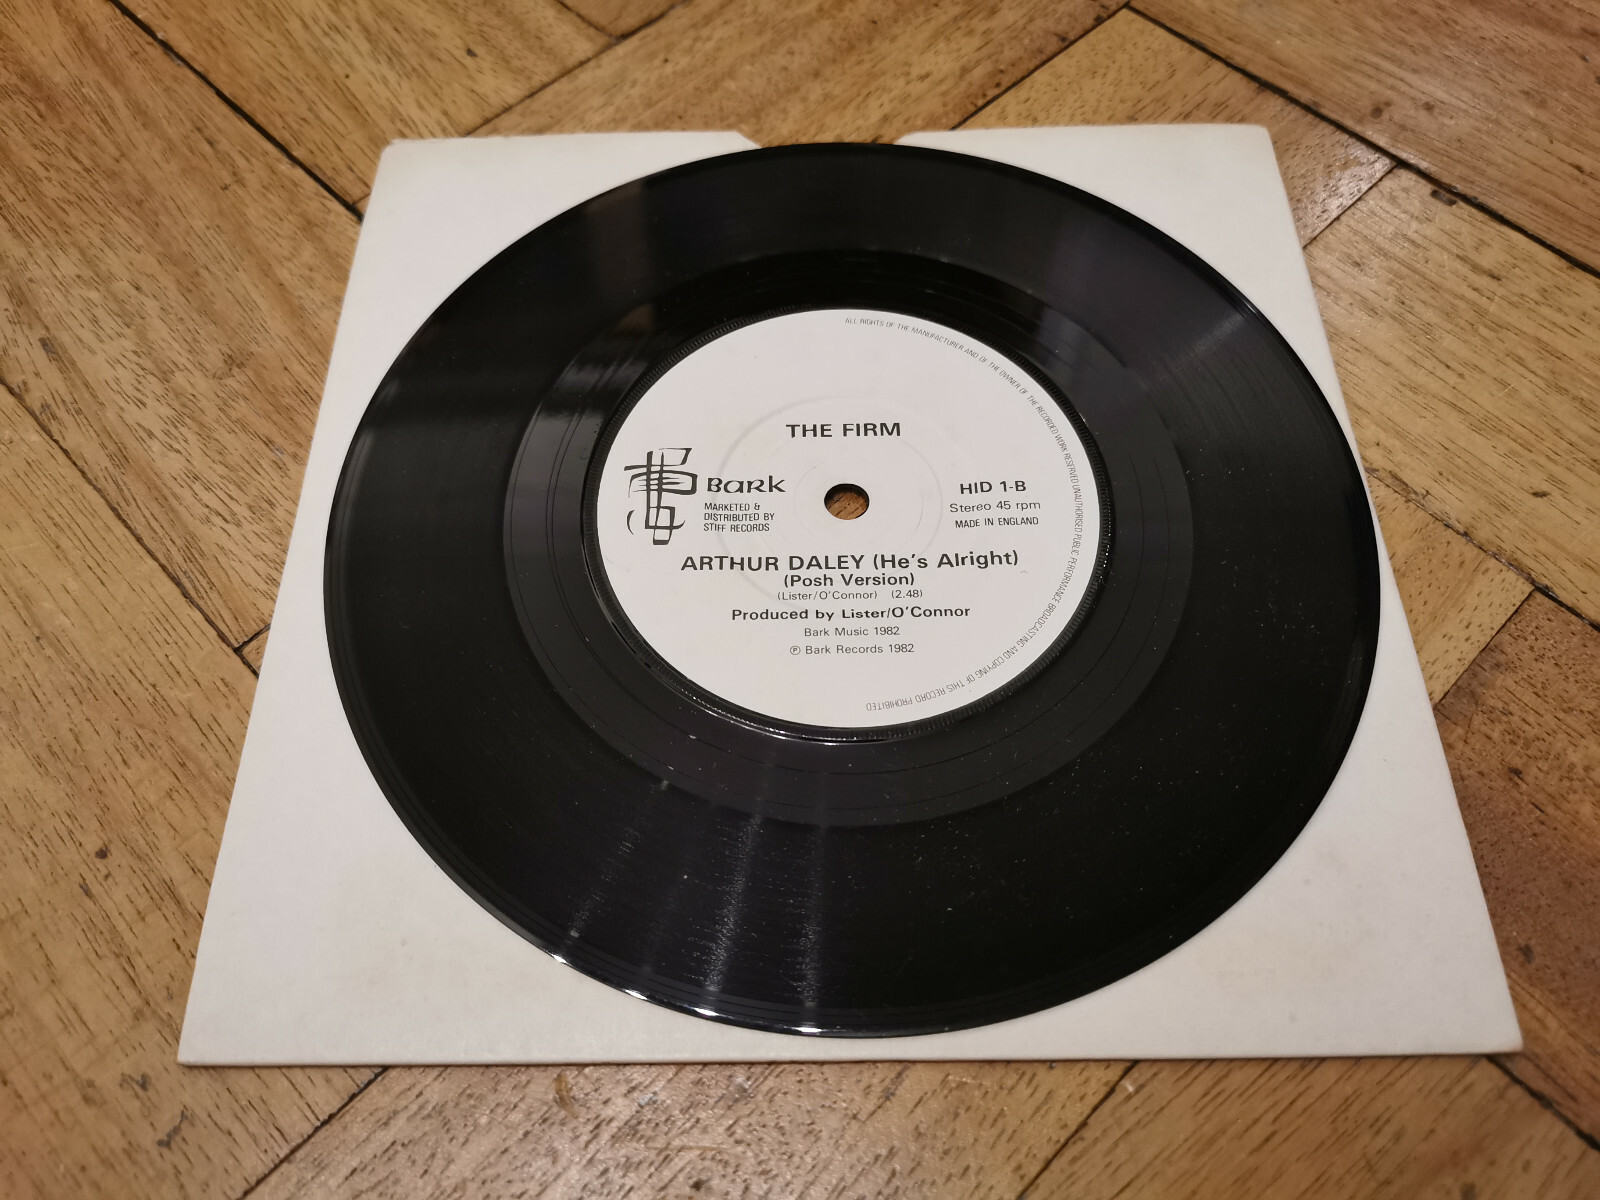 ALL RIGHTS OF THE MANUFACTURER AND OF THE OWNER OF THE RECORDED WORK RESERVED UNAUTHORISED PUBLIC PERFORMANCE BROADCASTING AND COPYING OF THIS RECORD PROHIBITED
THE FIRM
Bark
MARKETED &
DISTRIBUTED BY
STIFF RECORDS
HID 1-B
Stereo 45 rpm
MADE IN ENGLAND
ARTHUR DALEY (He's Alright)
(Posh Version)
(Lister/O'Connor) (2.48)
Produced by Lister/O'Connor
Bark Music 1982
℗ Bark Records 1982